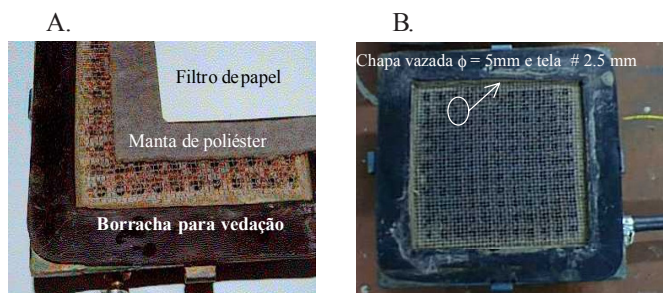 A.
B.
Filtro de papel
Manta de poliéster
Borracha para vedação
Chapa vazada ϕ = 5mm e tela # 2.5 mm